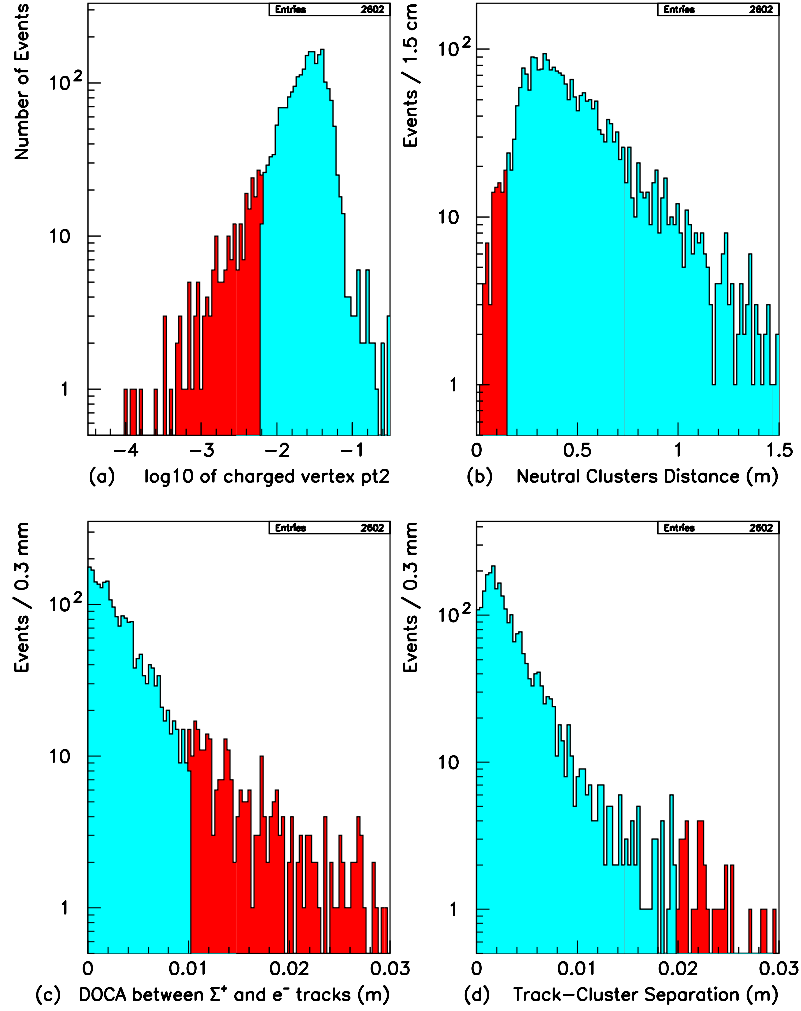 Number of Events
Entries 2602
10²
10
1
−4 −3 −2 −1
(a) log10 of charged vertex pt2
Events / 1.5 cm
Entries 2602
10²
10
1
0 0.5 1 1.5
(b) Neutral Clusters Distance (m)
Events / 0.3 mm
Entries 2602
10²
10
1
0 0.01 0.02 0.03
(c) DOCA between Σ⁺ and e⁻ tracks (m)
Events / 0.3 mm
Entries 2602
10²
10
1
0 0.01 0.02 0.03
(d) Track−Cluster Separation (m)